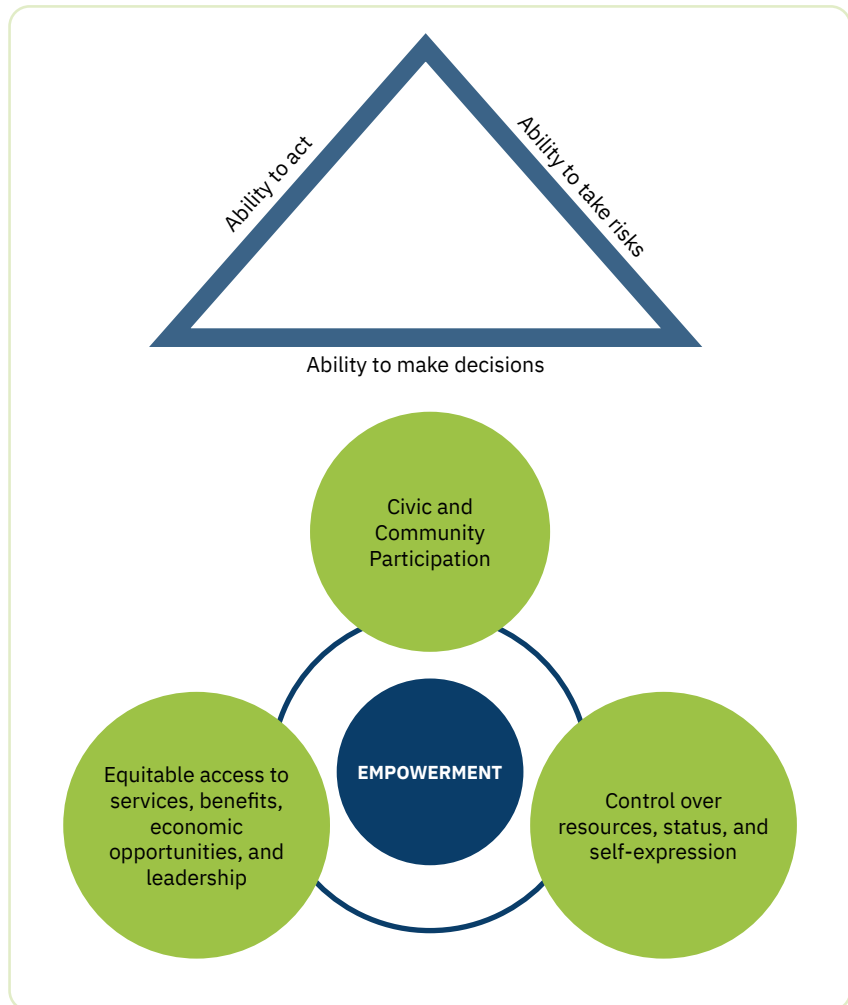 Ability to act
Ability to take risks
Ability to make decisions
Civic and
Community
Participation
EMPOWERMENT
Equitable access to
services, benefits,
economic
opportunities, and
leadership
Control over
resources, status, and
self-expression